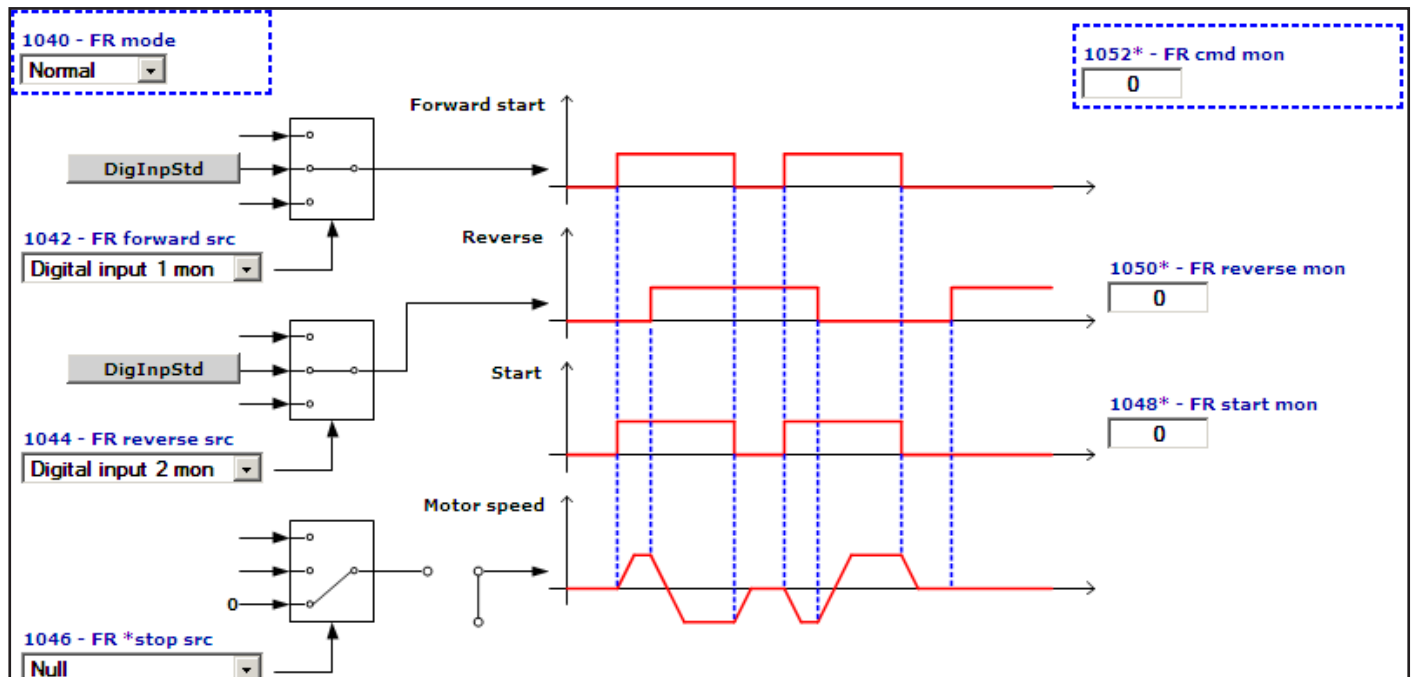 1040 - FR mode
Normal
1052* - FR cmd mon
0
Forward start
DigInpStd
1042 - FR forward src
Digital input 1 mon
Reverse
1050* - FR reverse mon
0
DigInpStd
Start
1044 - FR reverse src
Digital input 2 mon
1048* - FR start mon
0
Motor speed
0
1046 - FR *stop src
Null